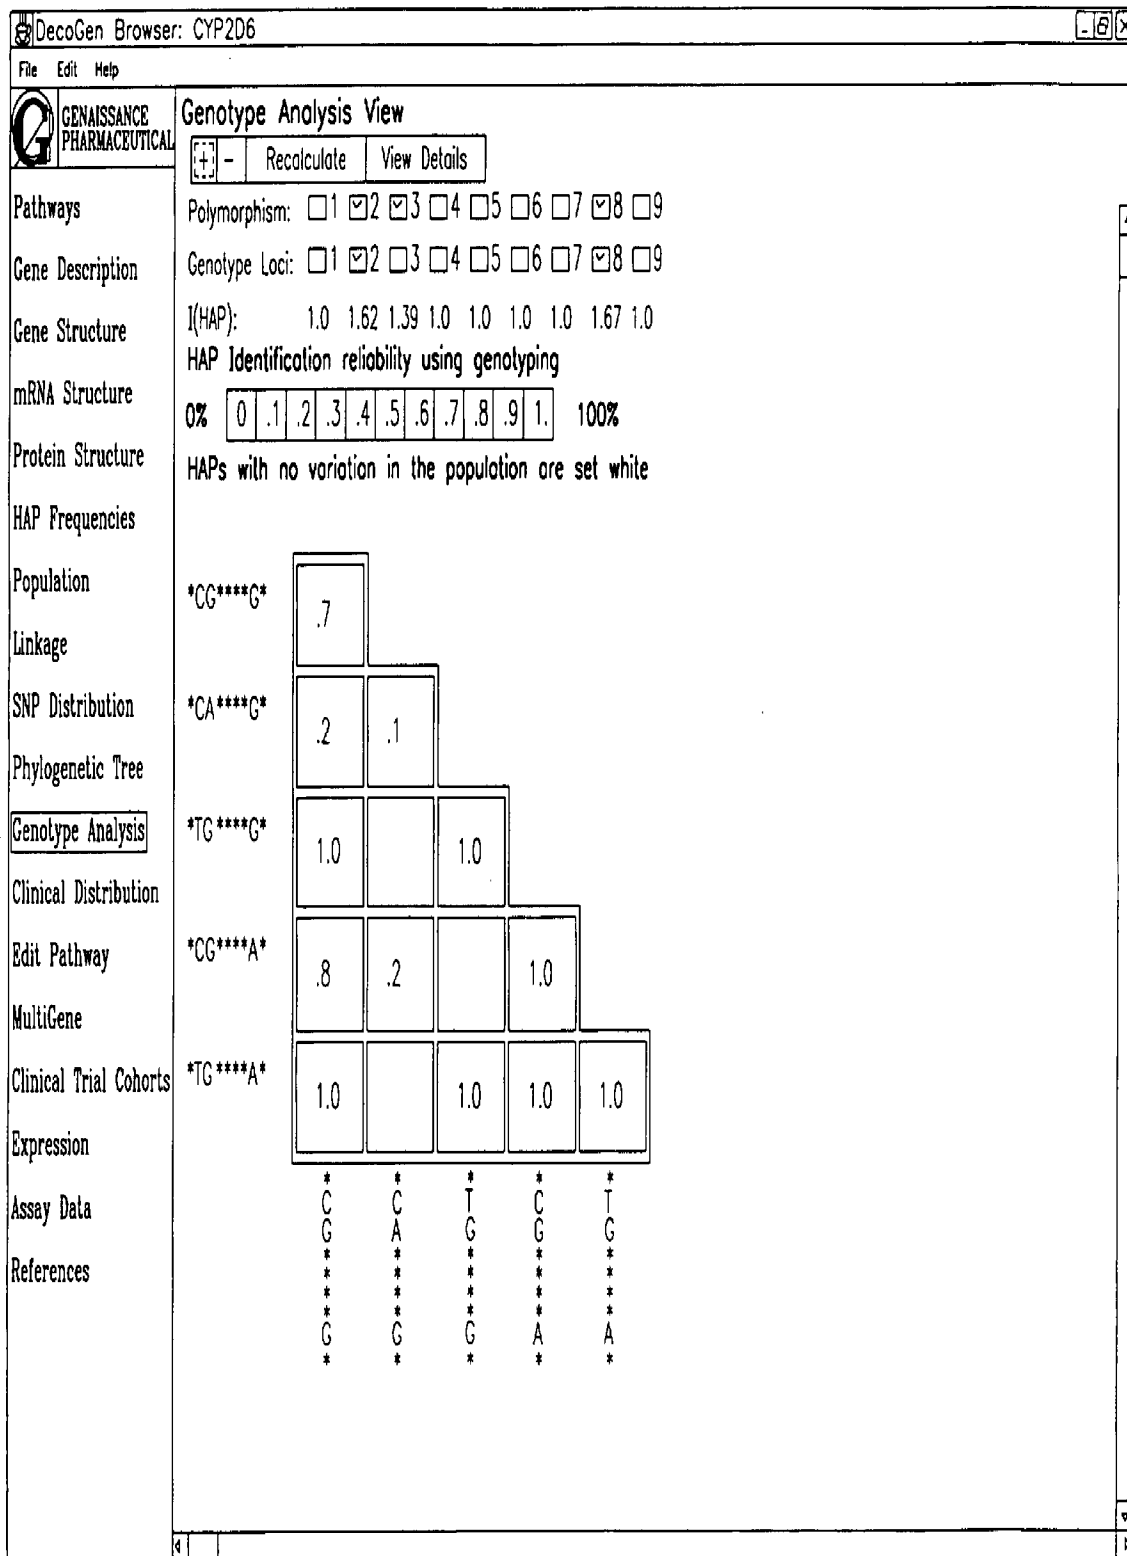 DecoGen Browser: CYP2D6
File Edit Help
GENAISSANCE
PHARMACEUTICAL
Pathways
Gene Description
Gene Structure
mRNA Structure
Protein Structure
HAP Frequencies
Population
Linkage
SNP Distribution
Phylogenetic Tree
Genotype Analysis
Clinical Distribution
Edit Pathway
MultiGene
Clinical Trial Cohorts
Expression
Assay Data
References
Genotype Analysis View
+ - Recalculate View Details
Polymorphism: 1 2 3 4 5 6 7 8 9
Genotype Loci: 1 2 3 4 5 6 7 8 9
I(HAP): 1.0 1.62 1.39 1.0 1.0 1.0 1.0 1.67 1.0
HAP Identification reliability using genotyping
0% 0 .1 .2 .3 .4 .5 .6 .7 .8 .9 1. 100%
HAPs with no variation in the population are set white
*CG****G* .7
*CA****G* .2 .1
*TG****G* 1.0 1.0
*CG****A* .8 .2 1.0
*TG****A* 1.0 1.0 1.0 1.0
*CG****G*
*CA****G*
*TG****G*
*CG****A*
*TG****A*